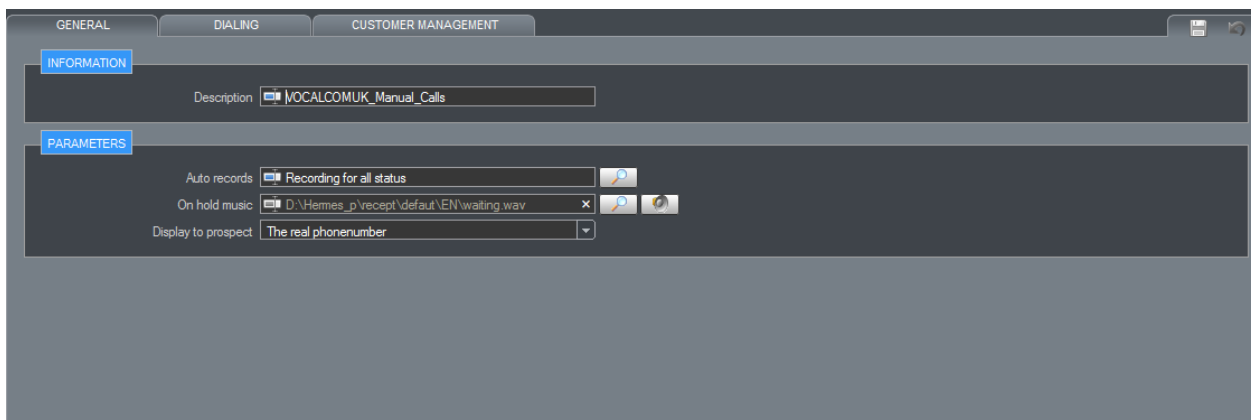 GENERAL DIALING CUSTOMER MANAGEMENT
INFORMATION
Description VOCALCOMUK_Manual_Calls
PARAMETERS
Auto records Recording for all status
On hold music D:\Hermes_p\recept\defaut\EN\waiting.wav ×
Display to prospect The real phonenumber